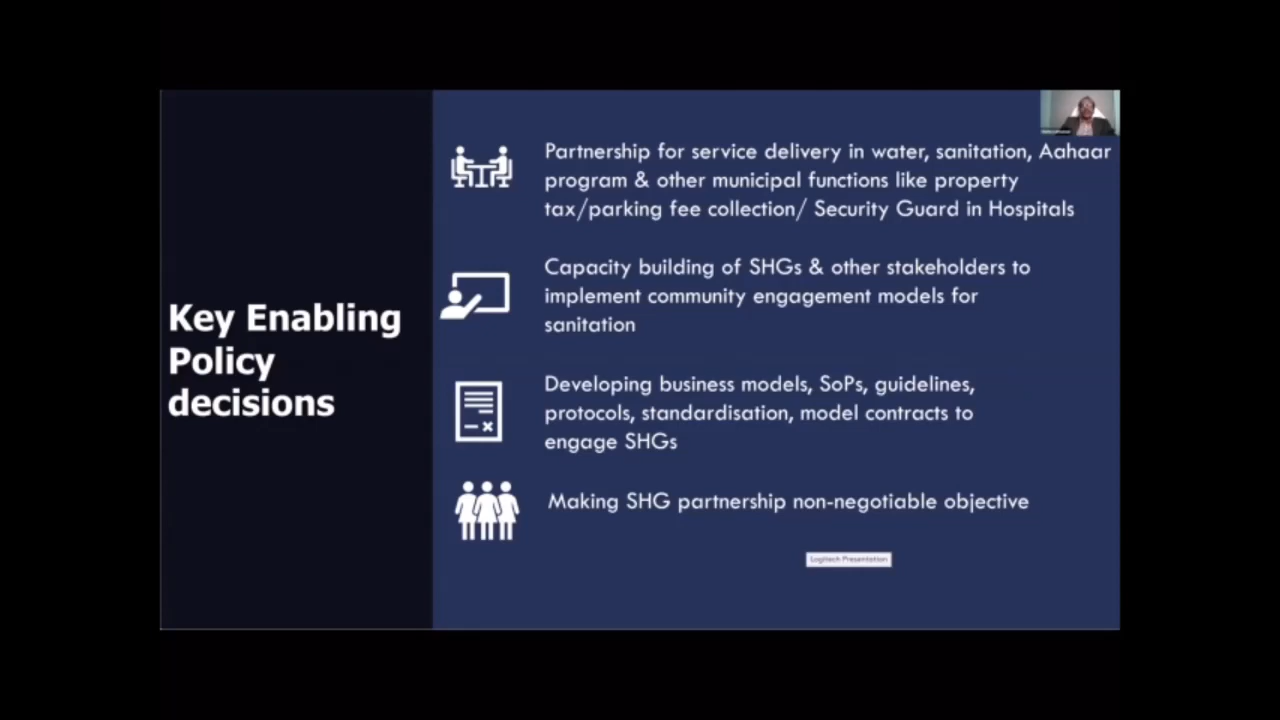 Key Enabling
Policy
decisions
Partnership for service delivery in water, sanitation, Aahaar
program & other municipal functions like property
tax/parking fee collection/ Security Guard in Hospitals
Capacity building of SHGs & other stakeholders to
implement community engagement models for
sanitation
Developing business models, SoPs, guidelines,
protocols, standardisation, model contracts to
engage SHGs
Making SHG partnership non-negotiable objective
Logitech Presentation